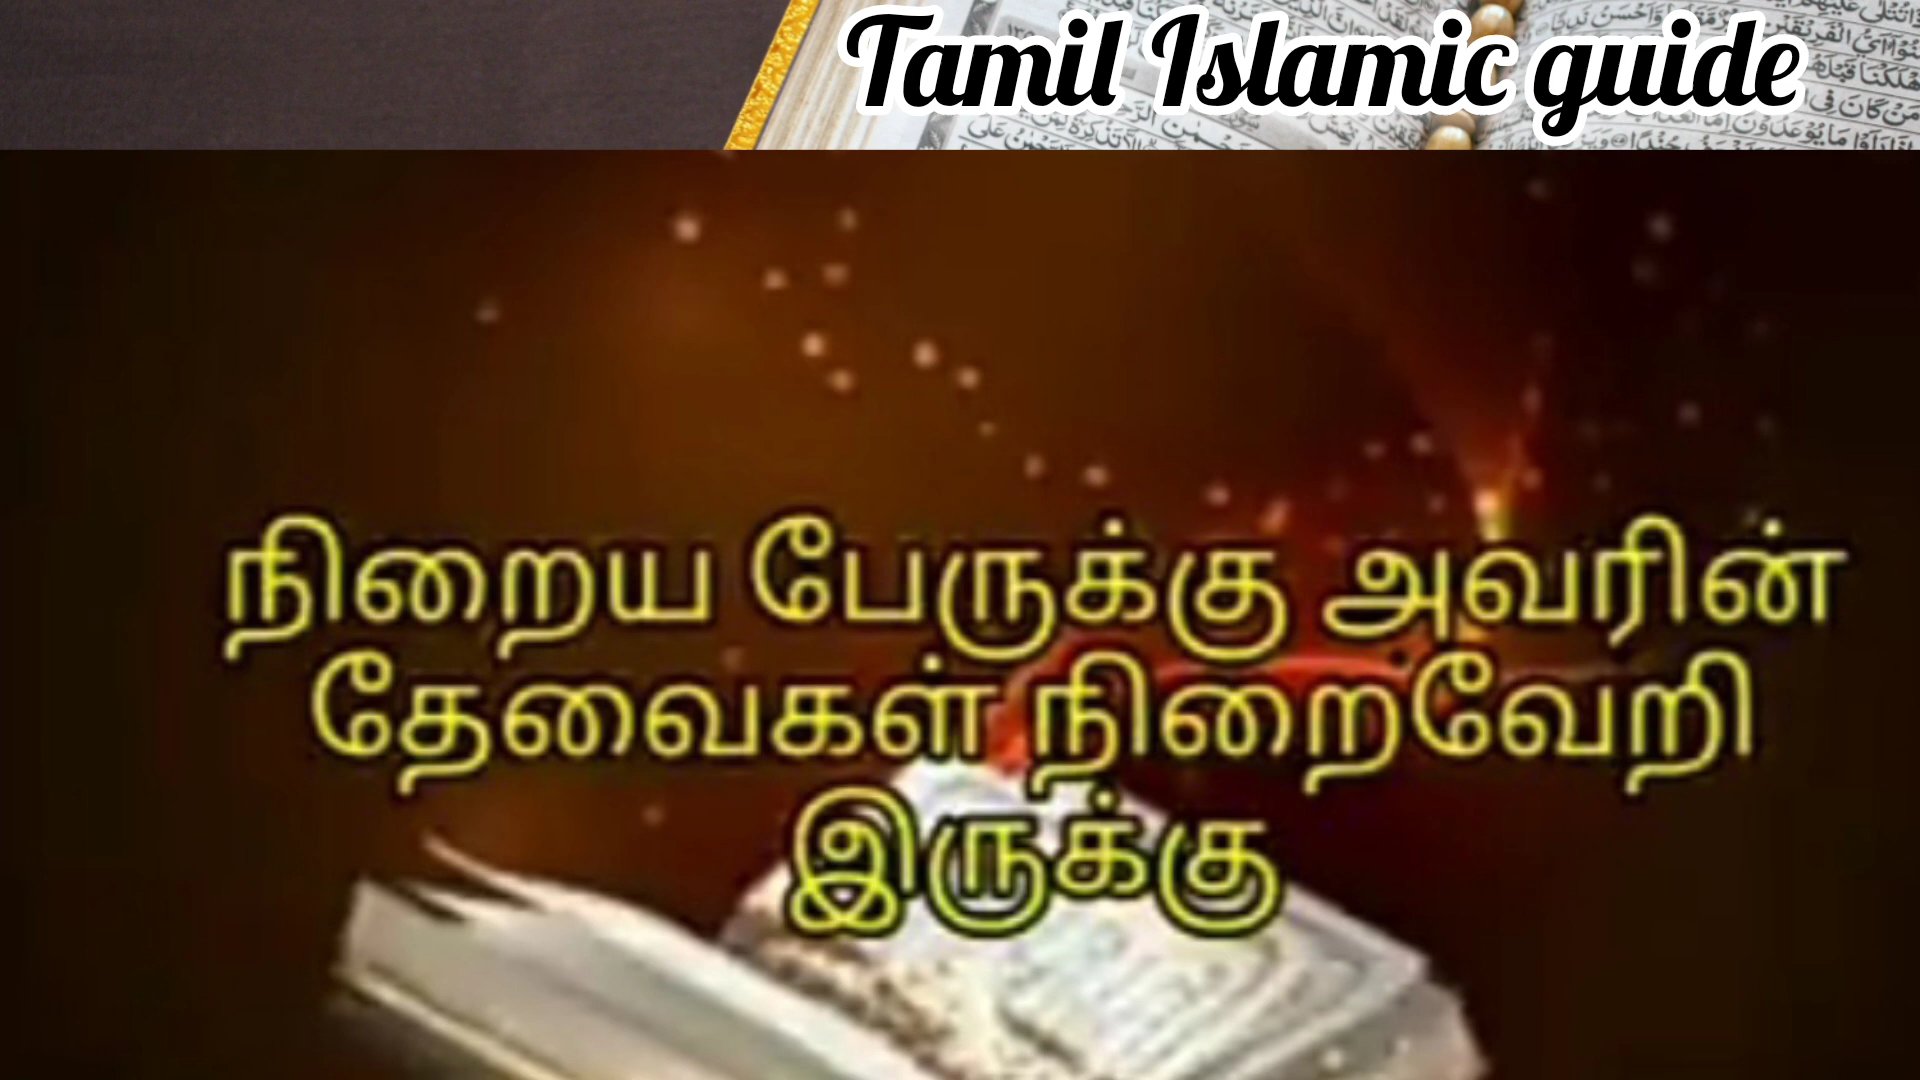 Tamil Islamic guide
நிறைய பேருக்கு அவரின்
தேவைகள் நிறைவேறி
இருக்கு